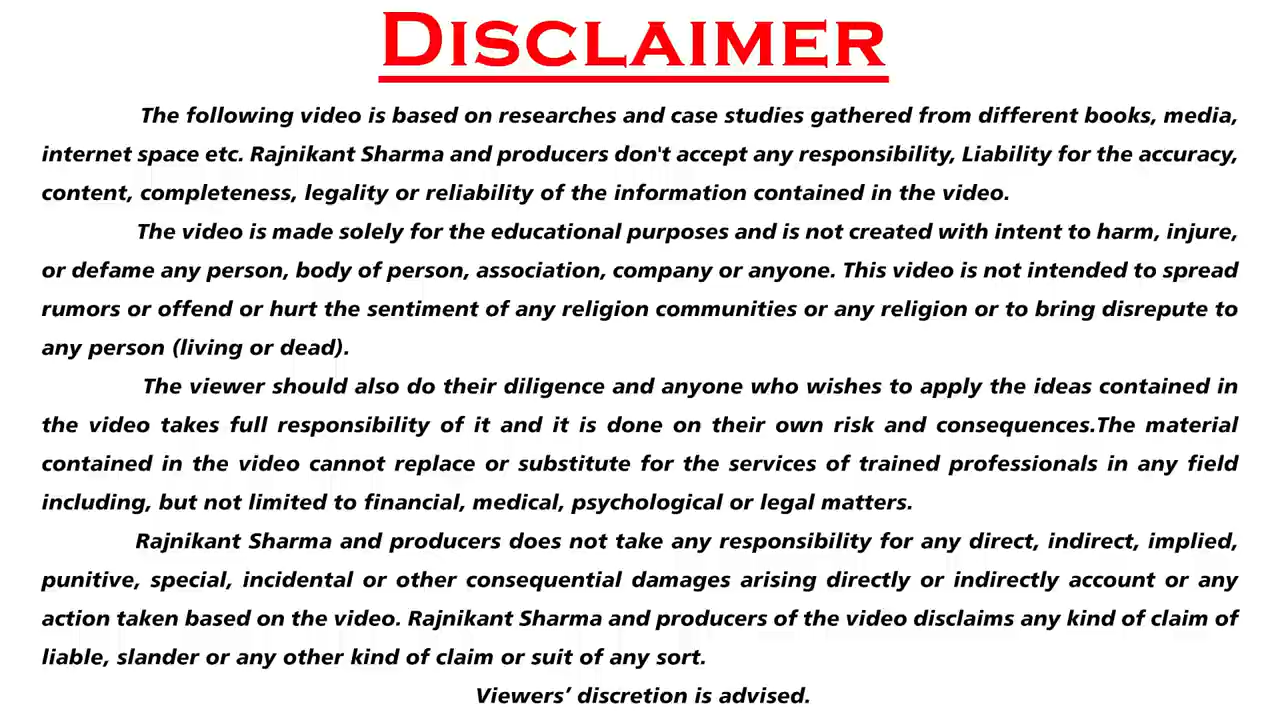 DISCLAIMER
The following video is based on researches and case studies gathered from different books, media,
internet space etc. Rajnikant Sharma and producers don't accept any responsibility, Liability for the accuracy,
content, completeness, legality or reliability of the information contained in the video.
The video is made solely for the educational purposes and is not created with intent to harm, injure,
or defame any person, body of person, association, company or anyone. This video is not intended to spread
rumors or offend or hurt the sentiment of any religion communities or any religion or to bring disrepute to
any person (living or dead).
The viewer should also do their diligence and anyone who wishes to apply the ideas contained in
the video takes full responsibility of it and it is done on their own risk and consequences.The material
contained in the video cannot replace or substitute for the services of trained professionals in any field
including, but not limited to financial, medical, psychological or legal matters.
Rajnikant Sharma and producers does not take any responsibility for any direct, indirect, implied,
punitive, special, incidental or other consequential damages arising directly or indirectly account or any
action taken based on the video. Rajnikant Sharma and producers of the video disclaims any kind of claim of
liable, slander or any other kind of claim or suit of any sort.
Viewers’ discretion is advised.